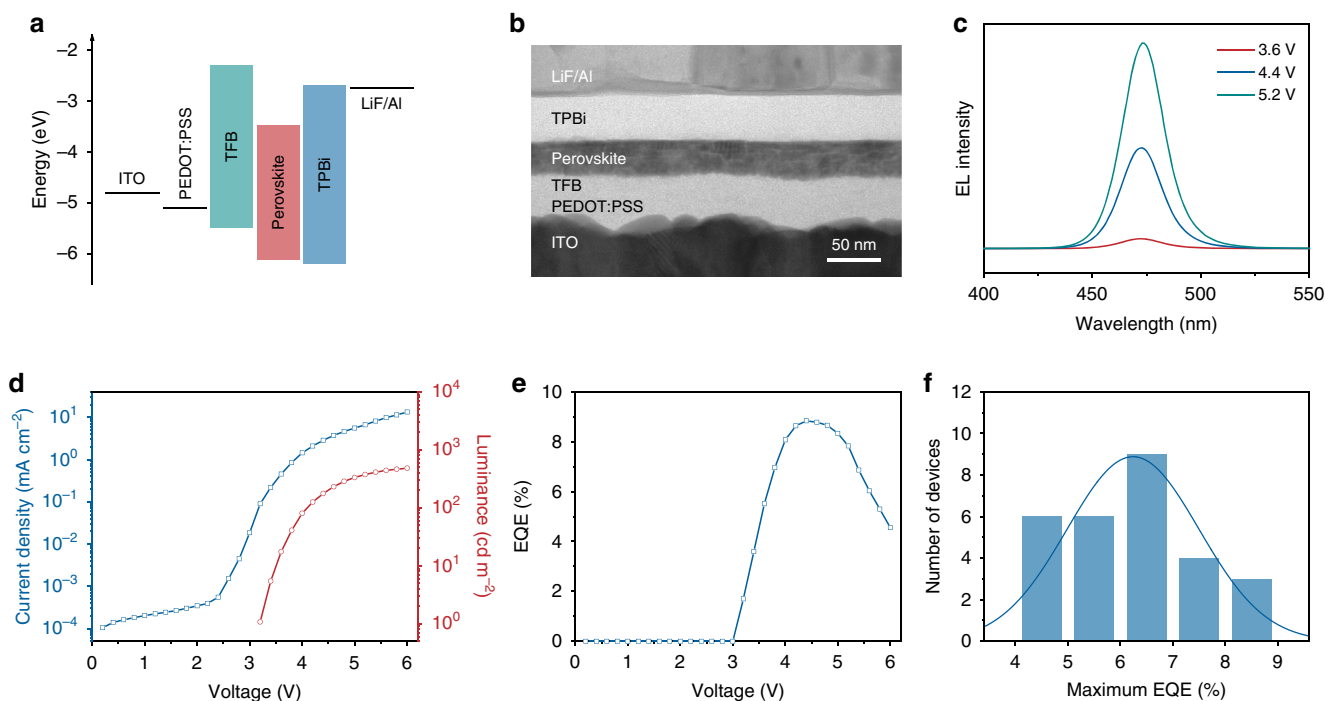 a
−2
−3
−4
−5
−6
Energy (eV)
ITO
PEDOT:PSS
TFB
Perovskite
TPBi
LiF/Al
b
LiF/Al
TPBi
Perovskite
TFB
PEDOT:PSS
ITO
50 nm
c
EL intensity
3.6 V
4.4 V
5.2 V
400 450 500 550
Wavelength (nm)
d
Current density (mA cm⁻²)
10¹
10⁰
10⁻¹
10⁻²
10⁻³
10⁻⁴
10⁴
10³
10²
10¹
10⁰
Luminance (cd m⁻²)
0 1 2 3 4 5 6
Voltage (V)
e
EQE (%)
10
8
6
4
2
0
0 1 2 3 4 5 6
Voltage (V)
f
Number of devices
12
10
8
6
4
2
0
4 5 6 7 8 9
Maximum EQE (%)